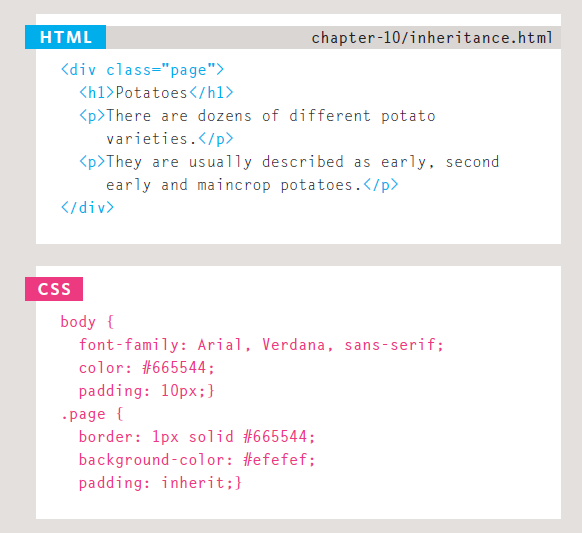 HTML chapter-10/inheritance.html
<div class="page">
<h1>Potatoes</h1>
<p>There are dozens of different potato
varieties.</p>
<p>They are usually described as early, second
early and maincrop potatoes.</p>
</div>
CSS
body {
font-family: Arial, Verdana, sans-serif;
color: #665544;
padding: 10px;}
.page {
border: 1px solid #665544;
background-color: #efefef;
padding: inherit;}